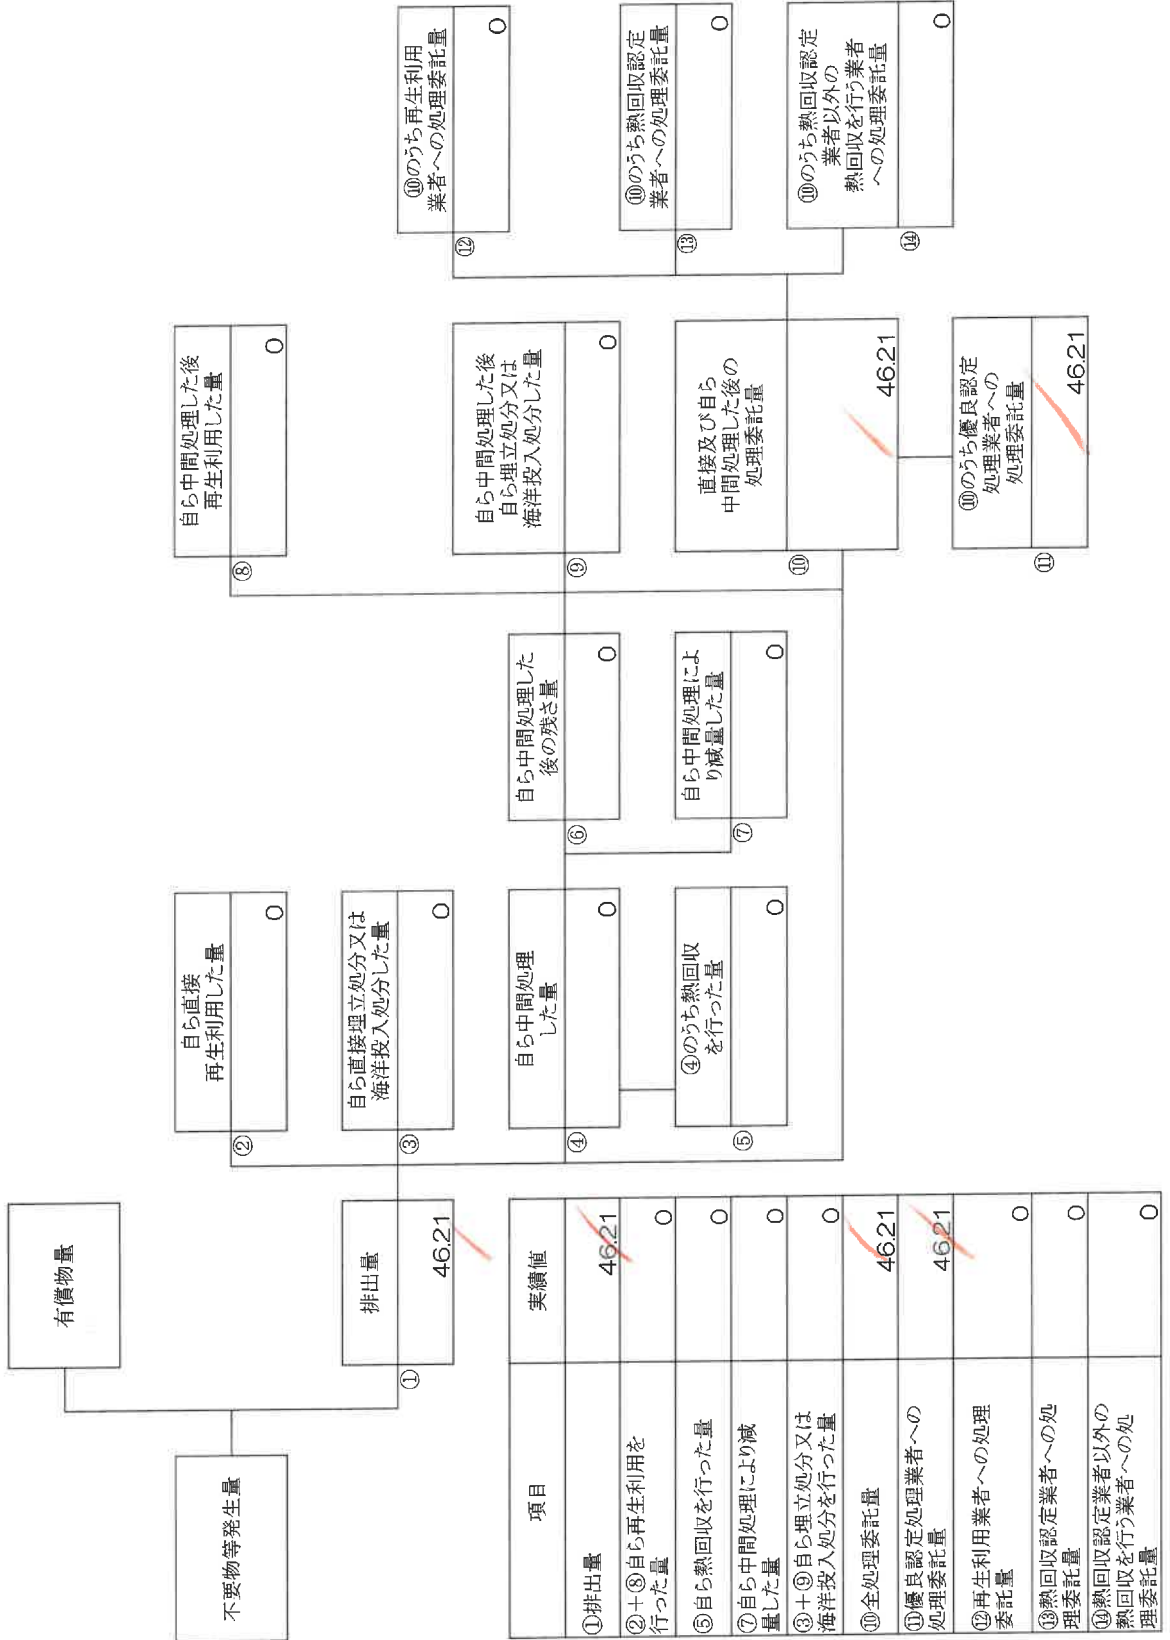 不要物等発生量
有償物量
排出量
①
46.21
自ら直接
再生利用した量
②
0
自ら直接埋立処分又は
海洋投入処分した量
③
0
自ら中間処理
した量
④
0
④のうち熱回収
を行った量
⑤
0
自ら中間処理した
後の残さ量
⑥
0
自ら中間処理によ
り減量した量
⑦
0
自ら中間処理した後
再生利用した量
⑧
0
自ら中間処理した後
自ら埋立処分又は
海洋投入処分した量
⑨
0
直接及び自ら
中間処理した後の
処理委託量
⑩
46.21
⑩のうち優良認定
処理業者への
処理委託量
⑪
46.21
⑩のうち再生利用
業者への処理委託量
⑫
0
⑩のうち熱回収認定
業者への処理委託量
⑬
0
⑩のうち熱回収認定
業者以外の
熱回収を行う業者
への処理委託量
⑭
0
項目 実績値
①排出量 46.21
②+⑧自ら再生利用を
行った量 0
⑤自ら熱回収を行った量 0
⑦自ら中間処理により減
量した量 0
③+⑨自ら埋立処分又は
海洋投入処分を行った量 0
⑩全処理委託量 46.21
⑪優良認定処理業者への
処理委託量 46.21
⑫再生利用業者への処理
委託量 0
⑬熱回収認定業者への処
理委託量 0
⑭熱回収認定業者以外の
熱回収を行う業者への処
理委託量 0